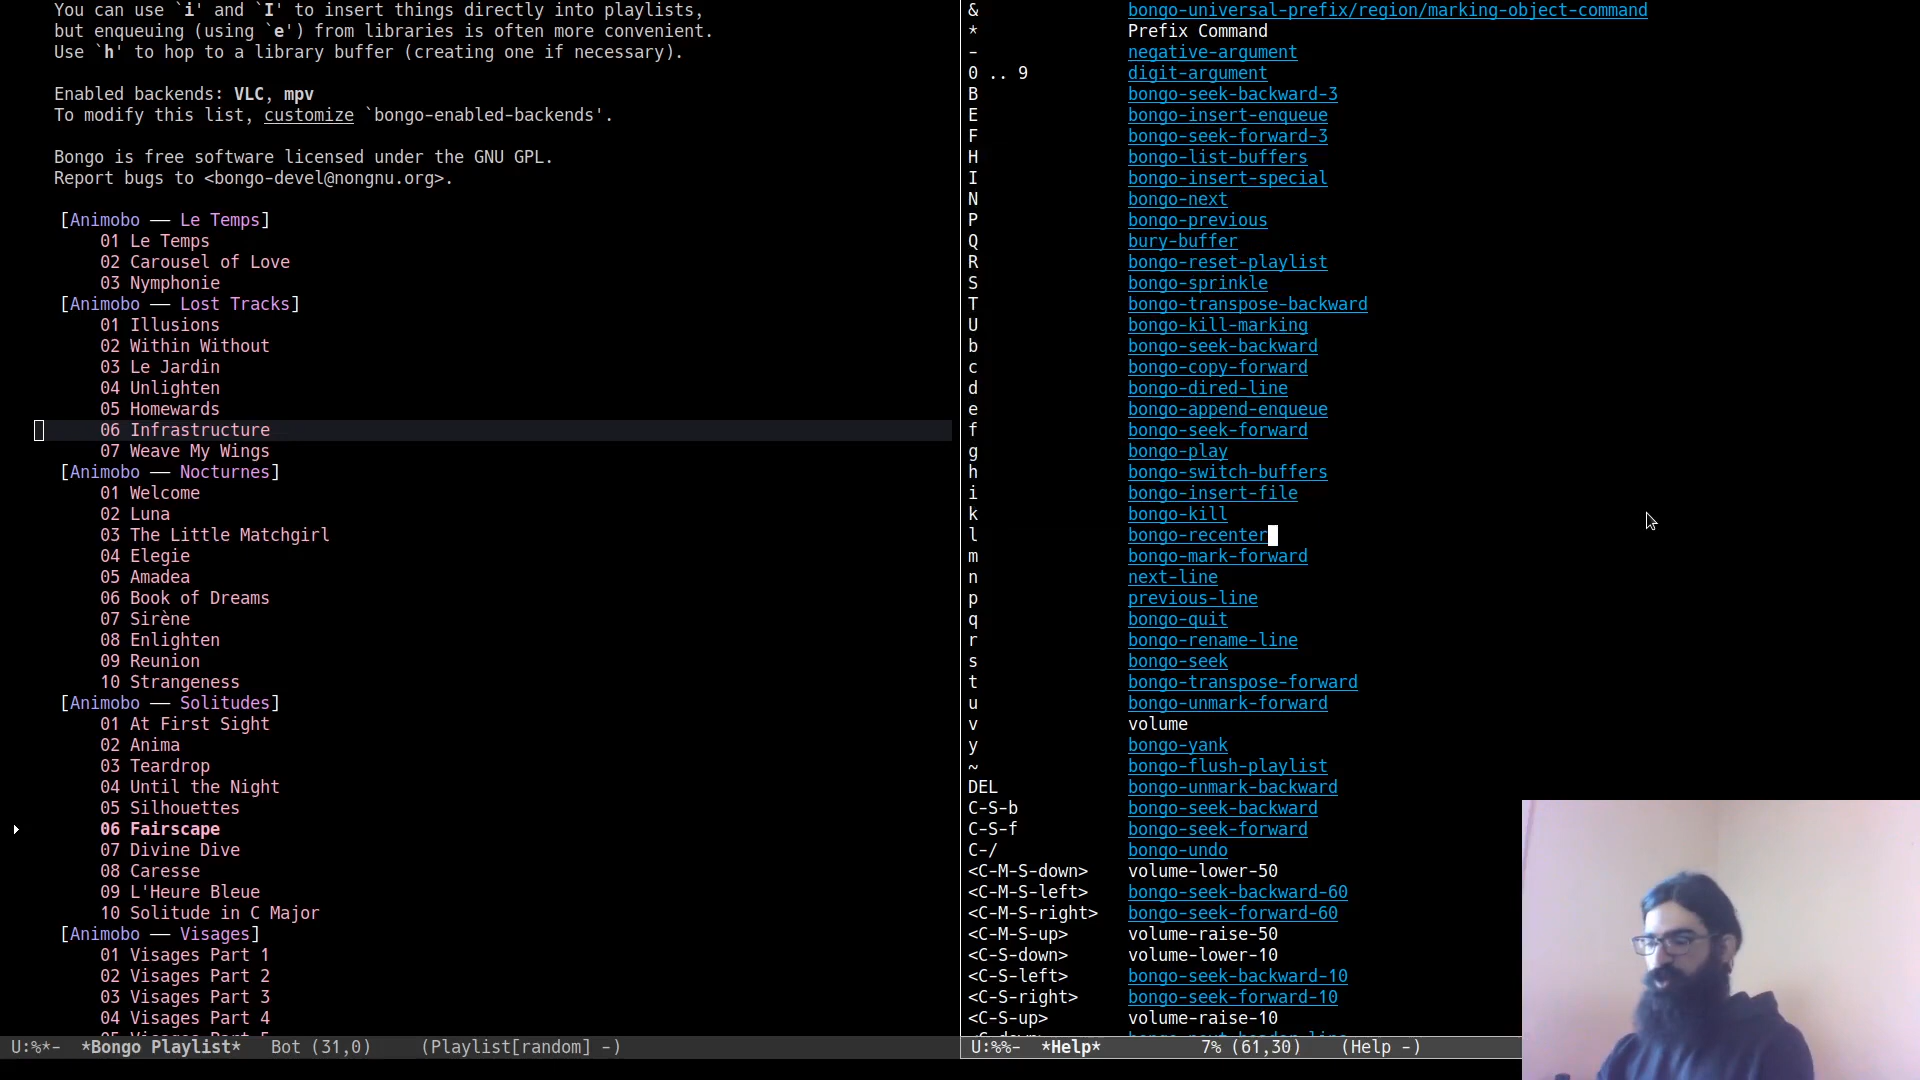 You can use `i' and `I' to insert things directly into playlists,
but enqueuing (using `e') from libraries is often more convenient.
Use `h' to hop to a library buffer (creating one if necessary).
Enabled backends: VLC, mpv
To modify this list, customize `bongo-enabled-backends'.
Bongo is free software licensed under the GNU GPL.
Report bugs to <bongo-devel@nongnu.org>.
[Animobo —— Le Temps]
01 Le Temps
02 Carousel of Love
03 Nymphonie
[Animobo —— Lost Tracks]
01 Illusions
02 Within Without
03 Le Jardin
04 Unlighten
05 Homewards
06 Infrastructure
07 Weave My Wings
[Animobo —— Nocturnes]
01 Welcome
02 Luna
03 The Little Matchgirl
04 Elegie
05 Amadea
06 Book of Dreams
07 Sirène
08 Enlighten
09 Reunion
10 Strangeness
[Animobo —— Solitudes]
01 At First Sight
02 Anima
03 Teardrop
04 Until the Night
05 Silhouettes
06 Fairscape
07 Divine Dive
08 Caresse
09 L'Heure Bleue
10 Solitude in C Major
[Animobo —— Visages]
01 Visages Part 1
02 Visages Part 2
03 Visages Part 3
04 Visages Part 4
U:%*- *Bongo Playlist* Bot (31,0) (Playlist[random] -)
& bongo-universal-prefix/region/marking-object-command
* Prefix Command
- negative-argument
0 .. 9 digit-argument
B bongo-seek-backward-3
E bongo-insert-enqueue
F bongo-seek-forward-3
H bongo-list-buffers
I bongo-insert-special
N bongo-next
P bongo-previous
Q bury-buffer
R bongo-reset-playlist
S bongo-sprinkle
T bongo-transpose-backward
U bongo-kill-marking
b bongo-seek-backward
c bongo-copy-forward
d bongo-dired-line
e bongo-append-enqueue
f bongo-seek-forward
g bongo-play
h bongo-switch-buffers
i bongo-insert-file
k bongo-kill
l bongo-recenter
m bongo-mark-forward
n next-line
p previous-line
q bongo-quit
r bongo-rename-line
s bongo-seek
t bongo-transpose-forward
u bongo-unmark-forward
v volume
y bongo-yank
~ bongo-flush-playlist
DEL bongo-unmark-backward
C-S-b bongo-seek-backward
C-S-f bongo-seek-forward
C-/ bongo-undo
<C-M-S-down> volume-lower-50
<C-M-S-left> bongo-seek-backward-60
<C-M-S-right> bongo-seek-forward-60
<C-M-S-up> volume-raise-50
<C-S-down> volume-lower-10
<C-S-left> bongo-seek-backward-10
<C-S-right> bongo-seek-forward-10
<C-S-up> volume-raise-10
U:%%- *Help* 7% (61,30) (Help -)